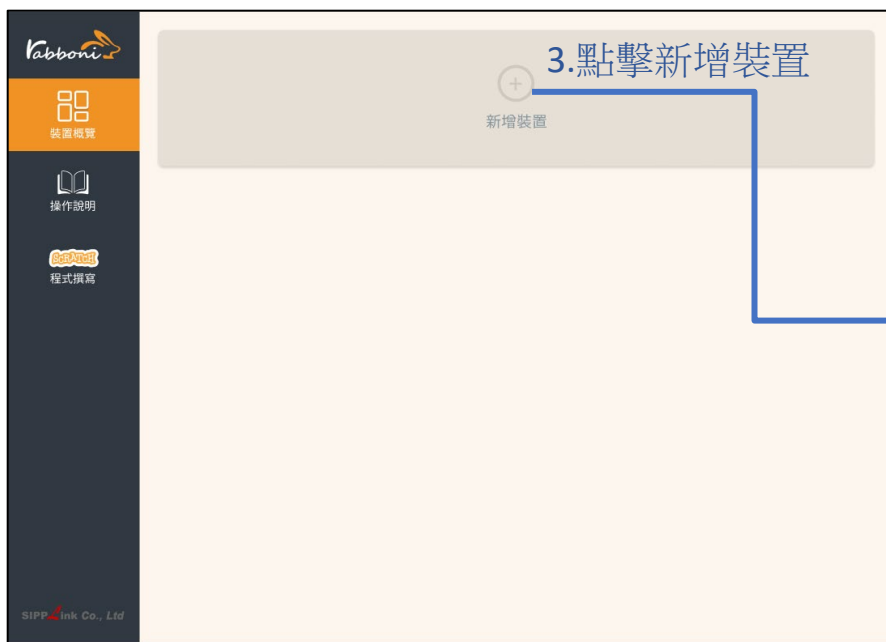 rabboni
3.點擊新增裝置
新增裝置
裝置概覽
操作說明
SCRATCH
程式撰寫
SIPPLink Co., Ltd